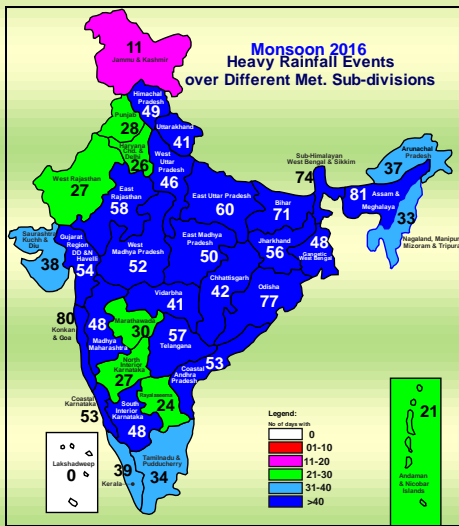 Monsoon 2016
Heavy Rainfall Events
over Different Met. Sub-divisions
11
Jammu & Kashmir
Himachal
Pradesh
49
Punjab
28
Uttarakhand
41
Haryana
Chd. &
Delhi
26
West
Uttar
Pradesh
46
West Rajasthan
27
East
Rajasthan
58
East Uttar Pradesh
60
Sub-Himalayan
West Bengal & Sikkim
74
Arunachal
Pradesh
37
81
Assam &
Meghalaya
33
Nagaland, Manipur
Mizoram & Tripura
Bihar
71
Saurashtra
Kuchh &
Diu
38
Gujarat
Region
DD &N
Havelli
54
West
Madhya Pradesh
52
East Madhya
Pradesh
50
Jharkhand
56
48
Gangetic
West Bengal
Chhattisgarh
42
Odisha
77
Vidarbha
41
80
Konkan
& Goa
48
Madhya
Maharashtra
Marathawada
30
57
Telangana
53
Coastal
Andhra
Pradesh
North
Interior
Karnataka
27
Rayalaseema
24
Coastal
Karnataka
53
South
Interior
Karnataka
48
39
Kerala
Tamilnadu &
Pudducherry
34
Lakshadweep
0
21
Andaman
& Nicobar
Islands
Legend:
No of days with
0
01-10
11-20
21-30
31-40
>40